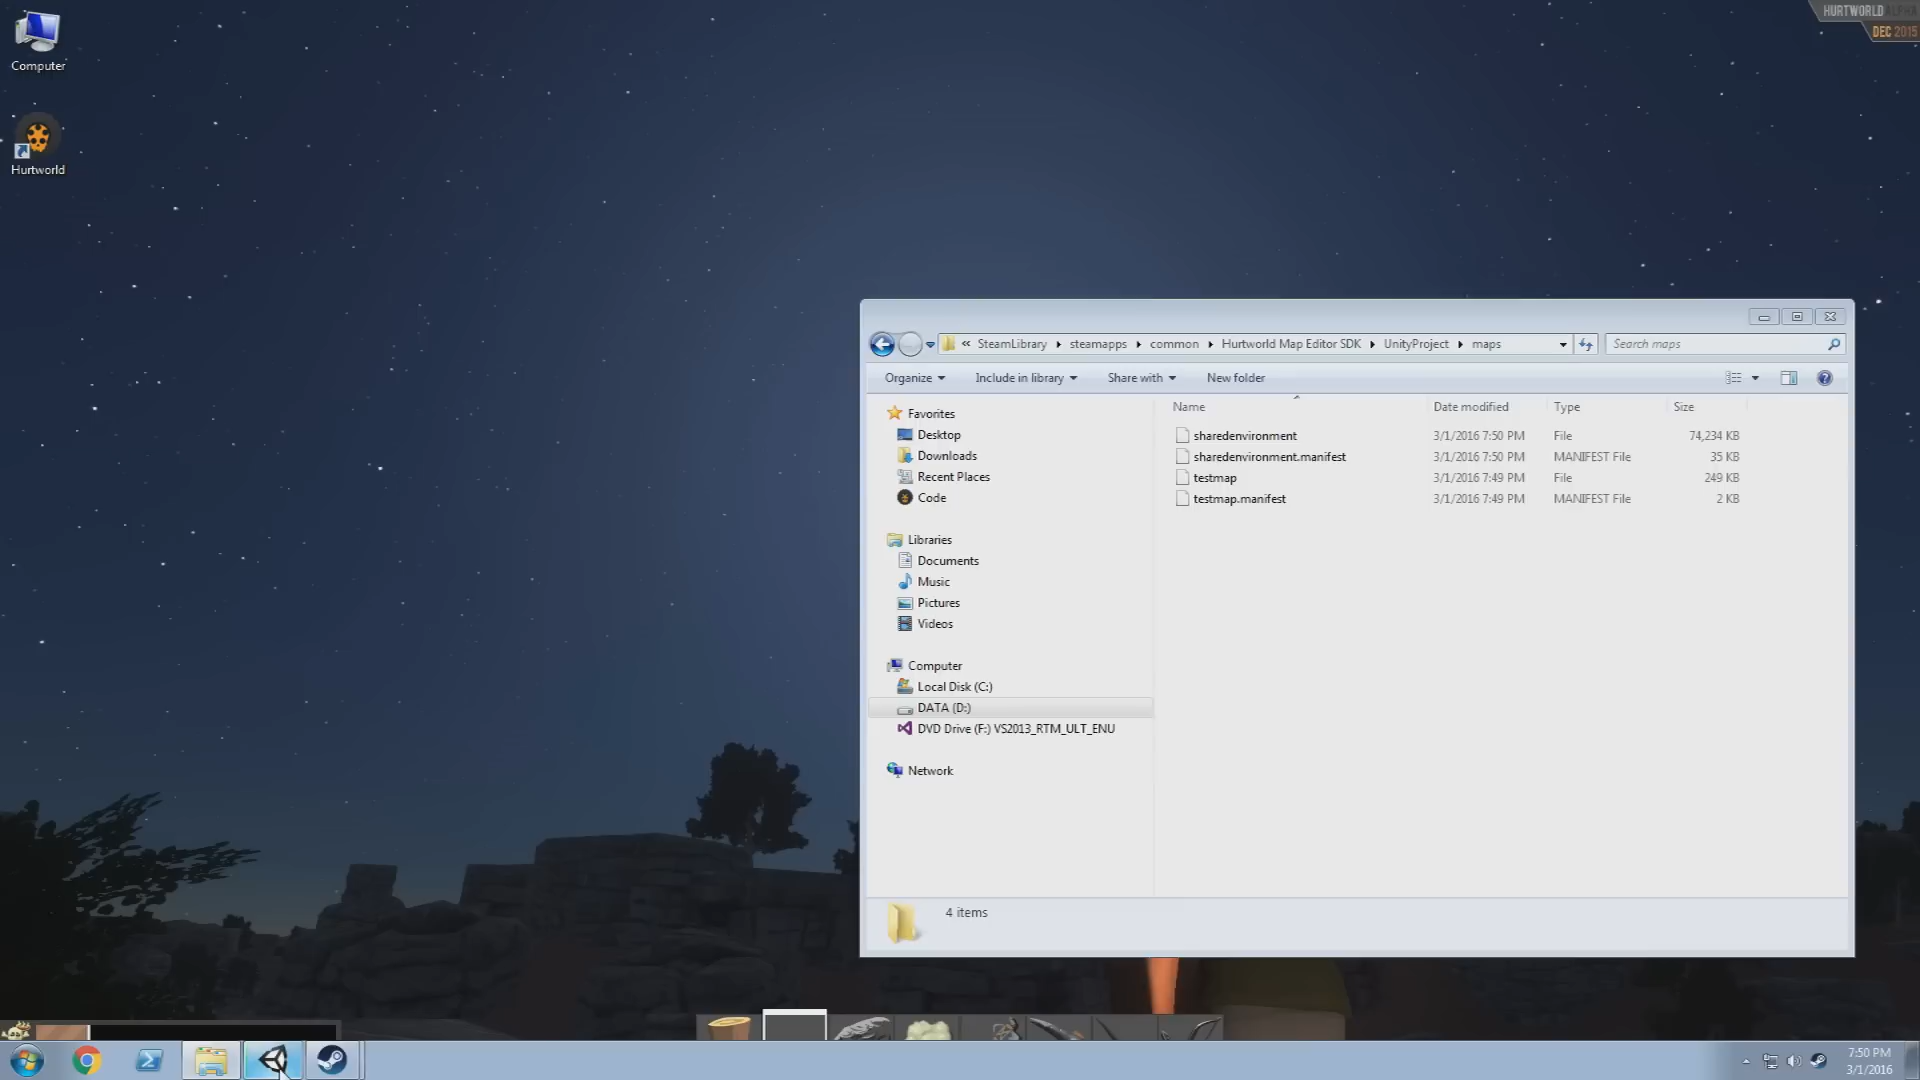 HURTWORLD ALPHA
DEC 2015
Computer
Hurtworld
« SteamLibrary steamapps common Hurtworld Map Editor SDK UnityProject maps
Search maps
Organize Include in library Share with New folder
Name Date modified Type Size
sharedenvironment 3/1/2016 7:50 PM File 74,234 KB
sharedenvironment.manifest 3/1/2016 7:50 PM MANIFEST File 35 KB
testmap 3/1/2016 7:49 PM File 249 KB
testmap.manifest 3/1/2016 7:49 PM MANIFEST File 2 KB
Favorites
Desktop
Downloads
Recent Places
Code
Libraries
Documents
Music
Pictures
Videos
Computer
Local Disk (C:)
DATA (D:)
DVD Drive (F:) VS2013_RTM_ULT_ENU
Network
4 items
7:50 PM
3/1/2016